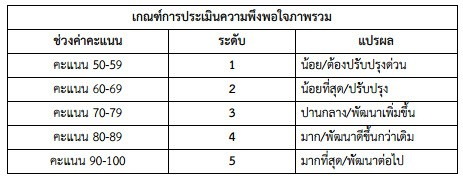 เกณฑ์การประเมินความพึงพอใจภาพรวม
ช่วงค่าคะแนน ระดับ แปรผล
คะแนน 50-59 1 น้อย/ต้องปรับปรุงด่วน
คะแนน 60-69 2 น้อยที่สุด/ปรับปรุง
คะแนน 70-79 3 ปานกลาง/พัฒนาเพิ่มขึ้น
คะแนน 80-89 4 มาก/พัฒนาดีขึ้นกว่าเดิม
คะแนน 90-100 5 มากที่สุด/พัฒนาต่อไป